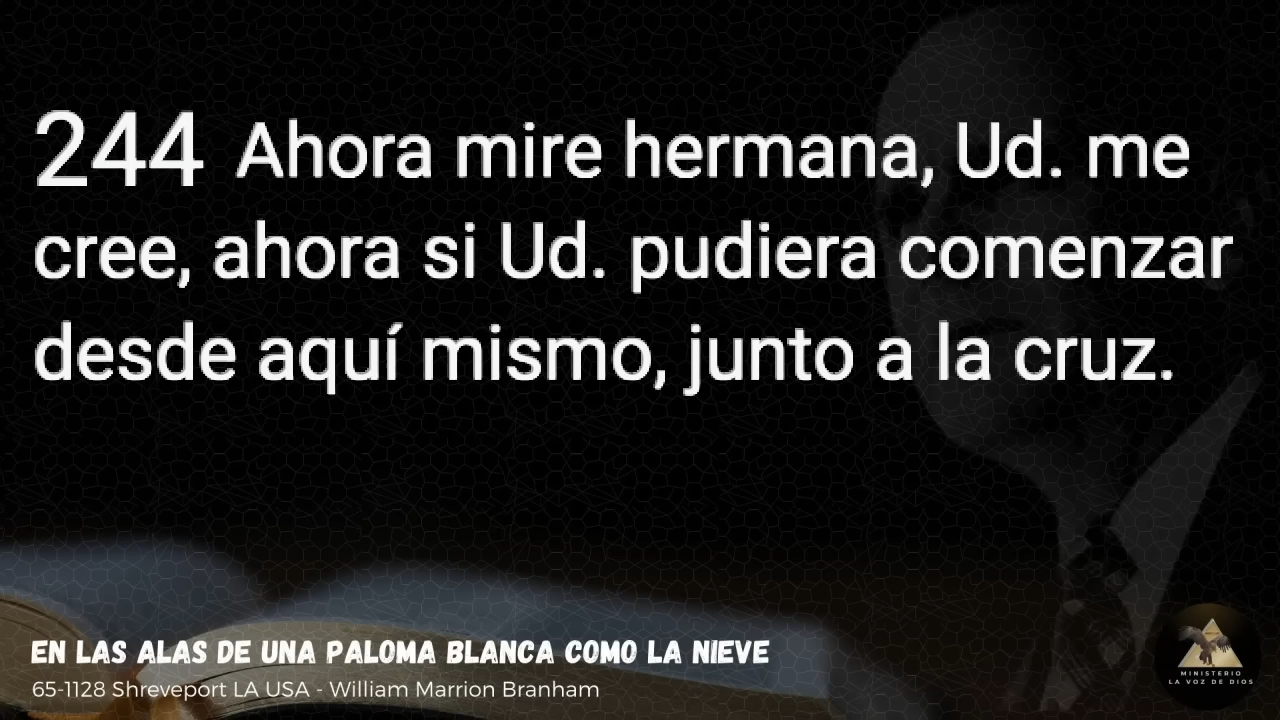 244 Ahora mire hermana, Ud. me
cree, ahora si Ud. pudiera comenzar
desde aquí mismo, junto a la cruz.
EN LAS ALAS DE UNA PALOMA BLANCA COMO LA NIEVE
65-1128 Shreveport LA USA - William Marrion Branham
MINISTERIO
LA VOZ DE DIOS